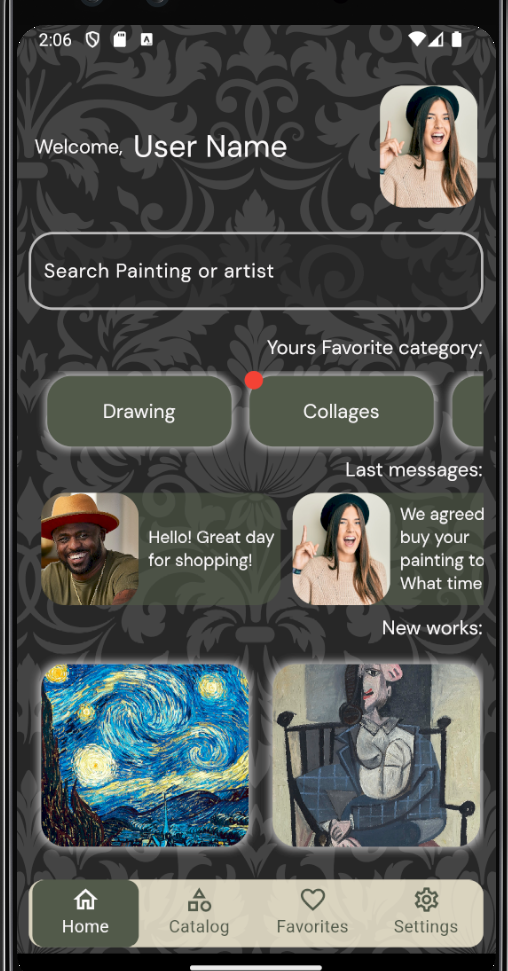 2:06
Welcome, User Name
Search Painting or artist
Yours Favorite category:
Drawing
Collages
Last messages:
Hello! Great day
for shopping!
We agreed
buy your
painting to
What time
New works:
Home
Catalog
Favorites
Settings